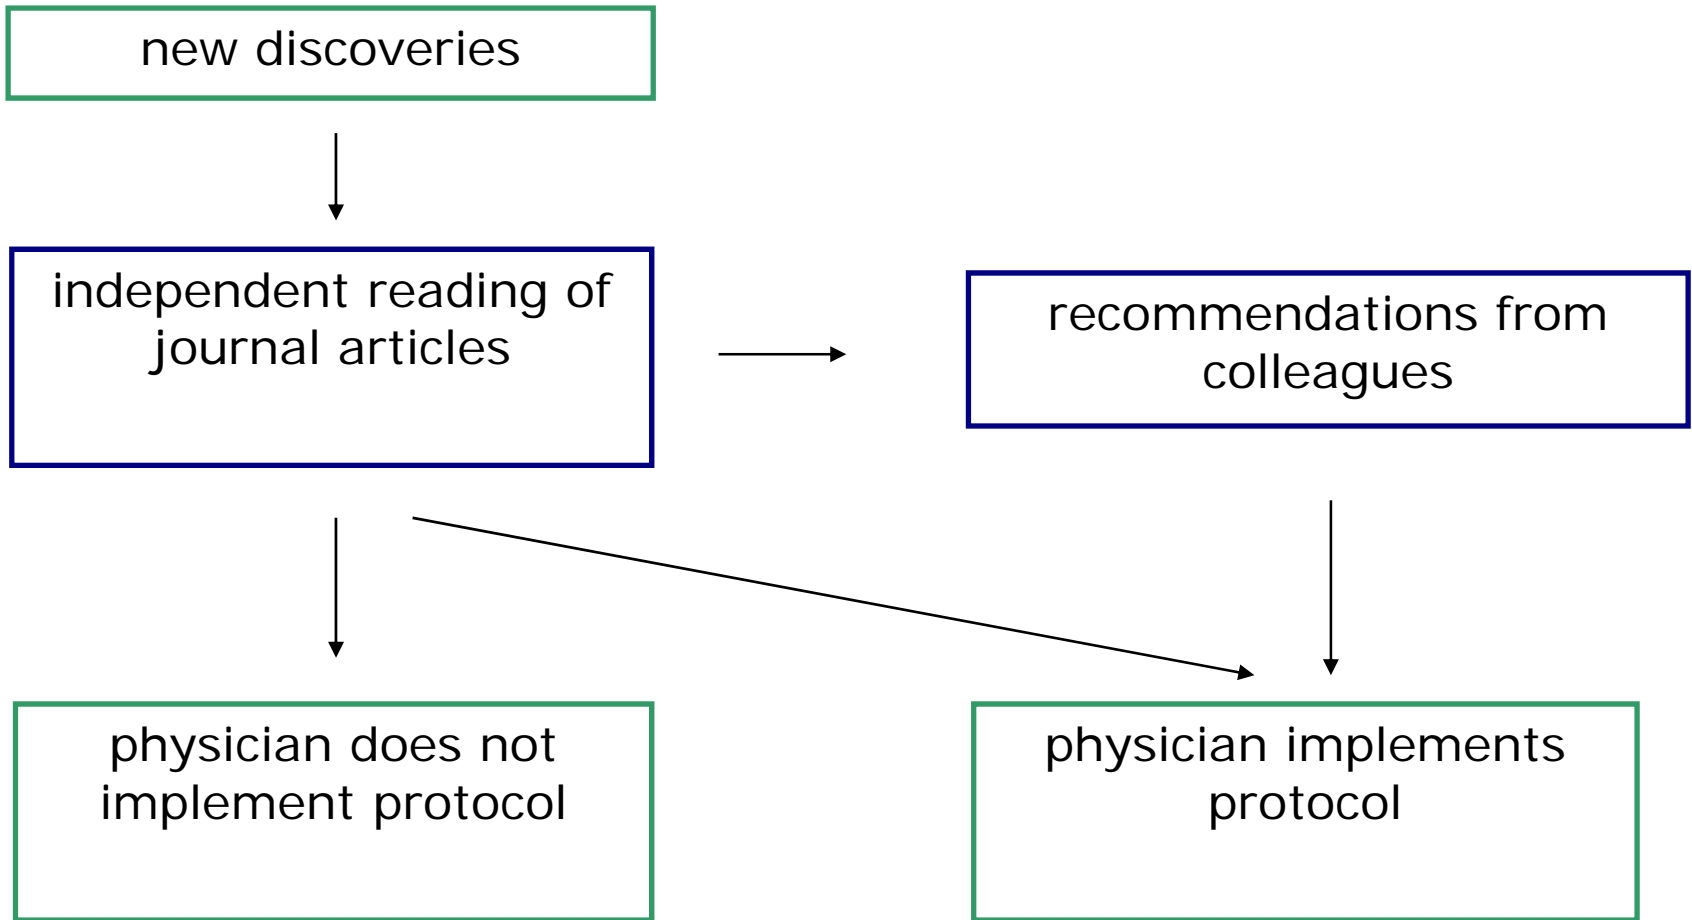 new discoveries
independent reading of
journal articles
recommendations from
colleagues
physician does not
implement protocol
physician implements
protocol